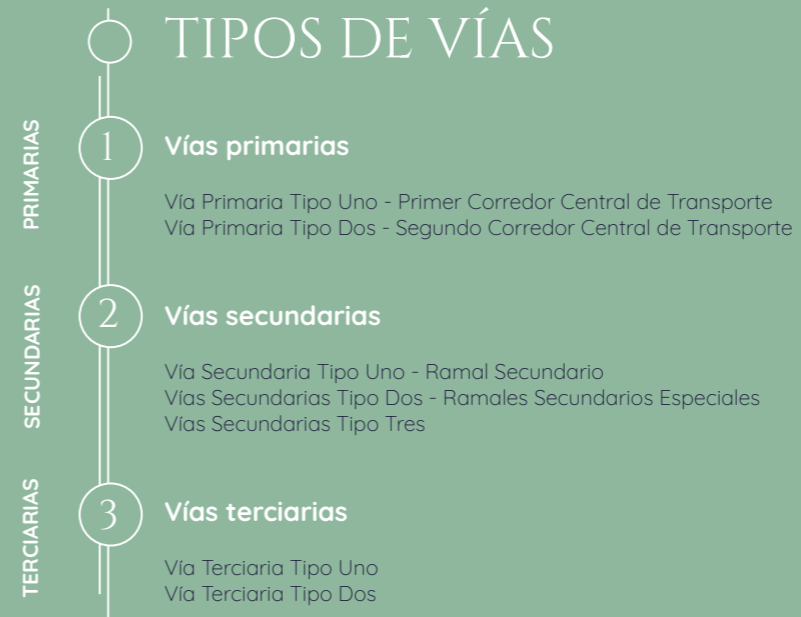 TIPOS DE VÍAS
PRIMARIAS
1
Vías primarias
Vía Primaria Tipo Uno - Primer Corredor Central de Transporte
Vía Primaria Tipo Dos - Segundo Corredor Central de Transporte
SECUNDARIAS
2
Vías secundarias
Vía Secundaria Tipo Uno - Ramal Secundario
Vías Secundarias Tipo Dos - Ramales Secundarios Especiales
Vías Secundarias Tipo Tres
TERCIARIAS
3
Vías terciarias
Vía Terciaria Tipo Uno
Vía Terciaria Tipo Dos